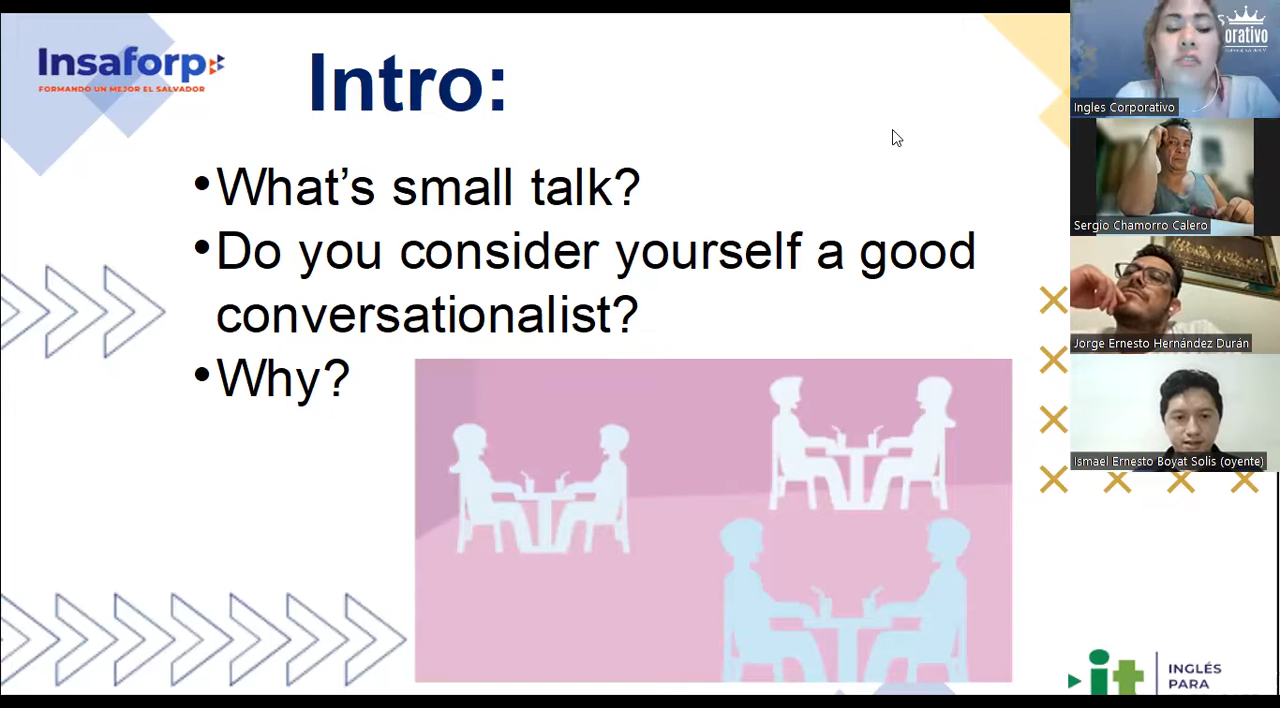 Insaforp
FORMANDO UN MEJOR EL SALVADOR
Intro:
•What’s small talk?
•Do you consider yourself a good
conversationalist?
•Why?
orativo
Ingles Corporativo
Sergio Chamorro Calero
Jorge Ernesto Hernández Durán
Ismael Ernesto Boyat Solis (oyente)
it
INGLÉS
PARA